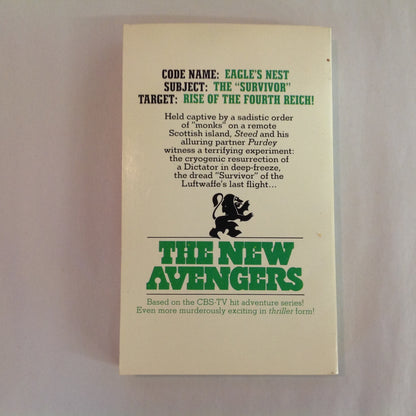 CODE NAME: EAGLE'S NEST
SUBJECT: THE "SURVIVOR"
TARGET: RISE OF THE FOURTH REICH!
Held captive by a sadistic order
of "monks" on a remote
Scottish island, Steed and his
alluring partner Purdey
witness a terrifying experiment:
the cryogenic resurrection of
a Dictator in deep-freeze,
the dread "Survivor" of the
Luftwaffe's last flight...
THE NEW
AVENGERS
Based on the CBS-TV hit adventure series!
Even more murderously exciting in thriller form!